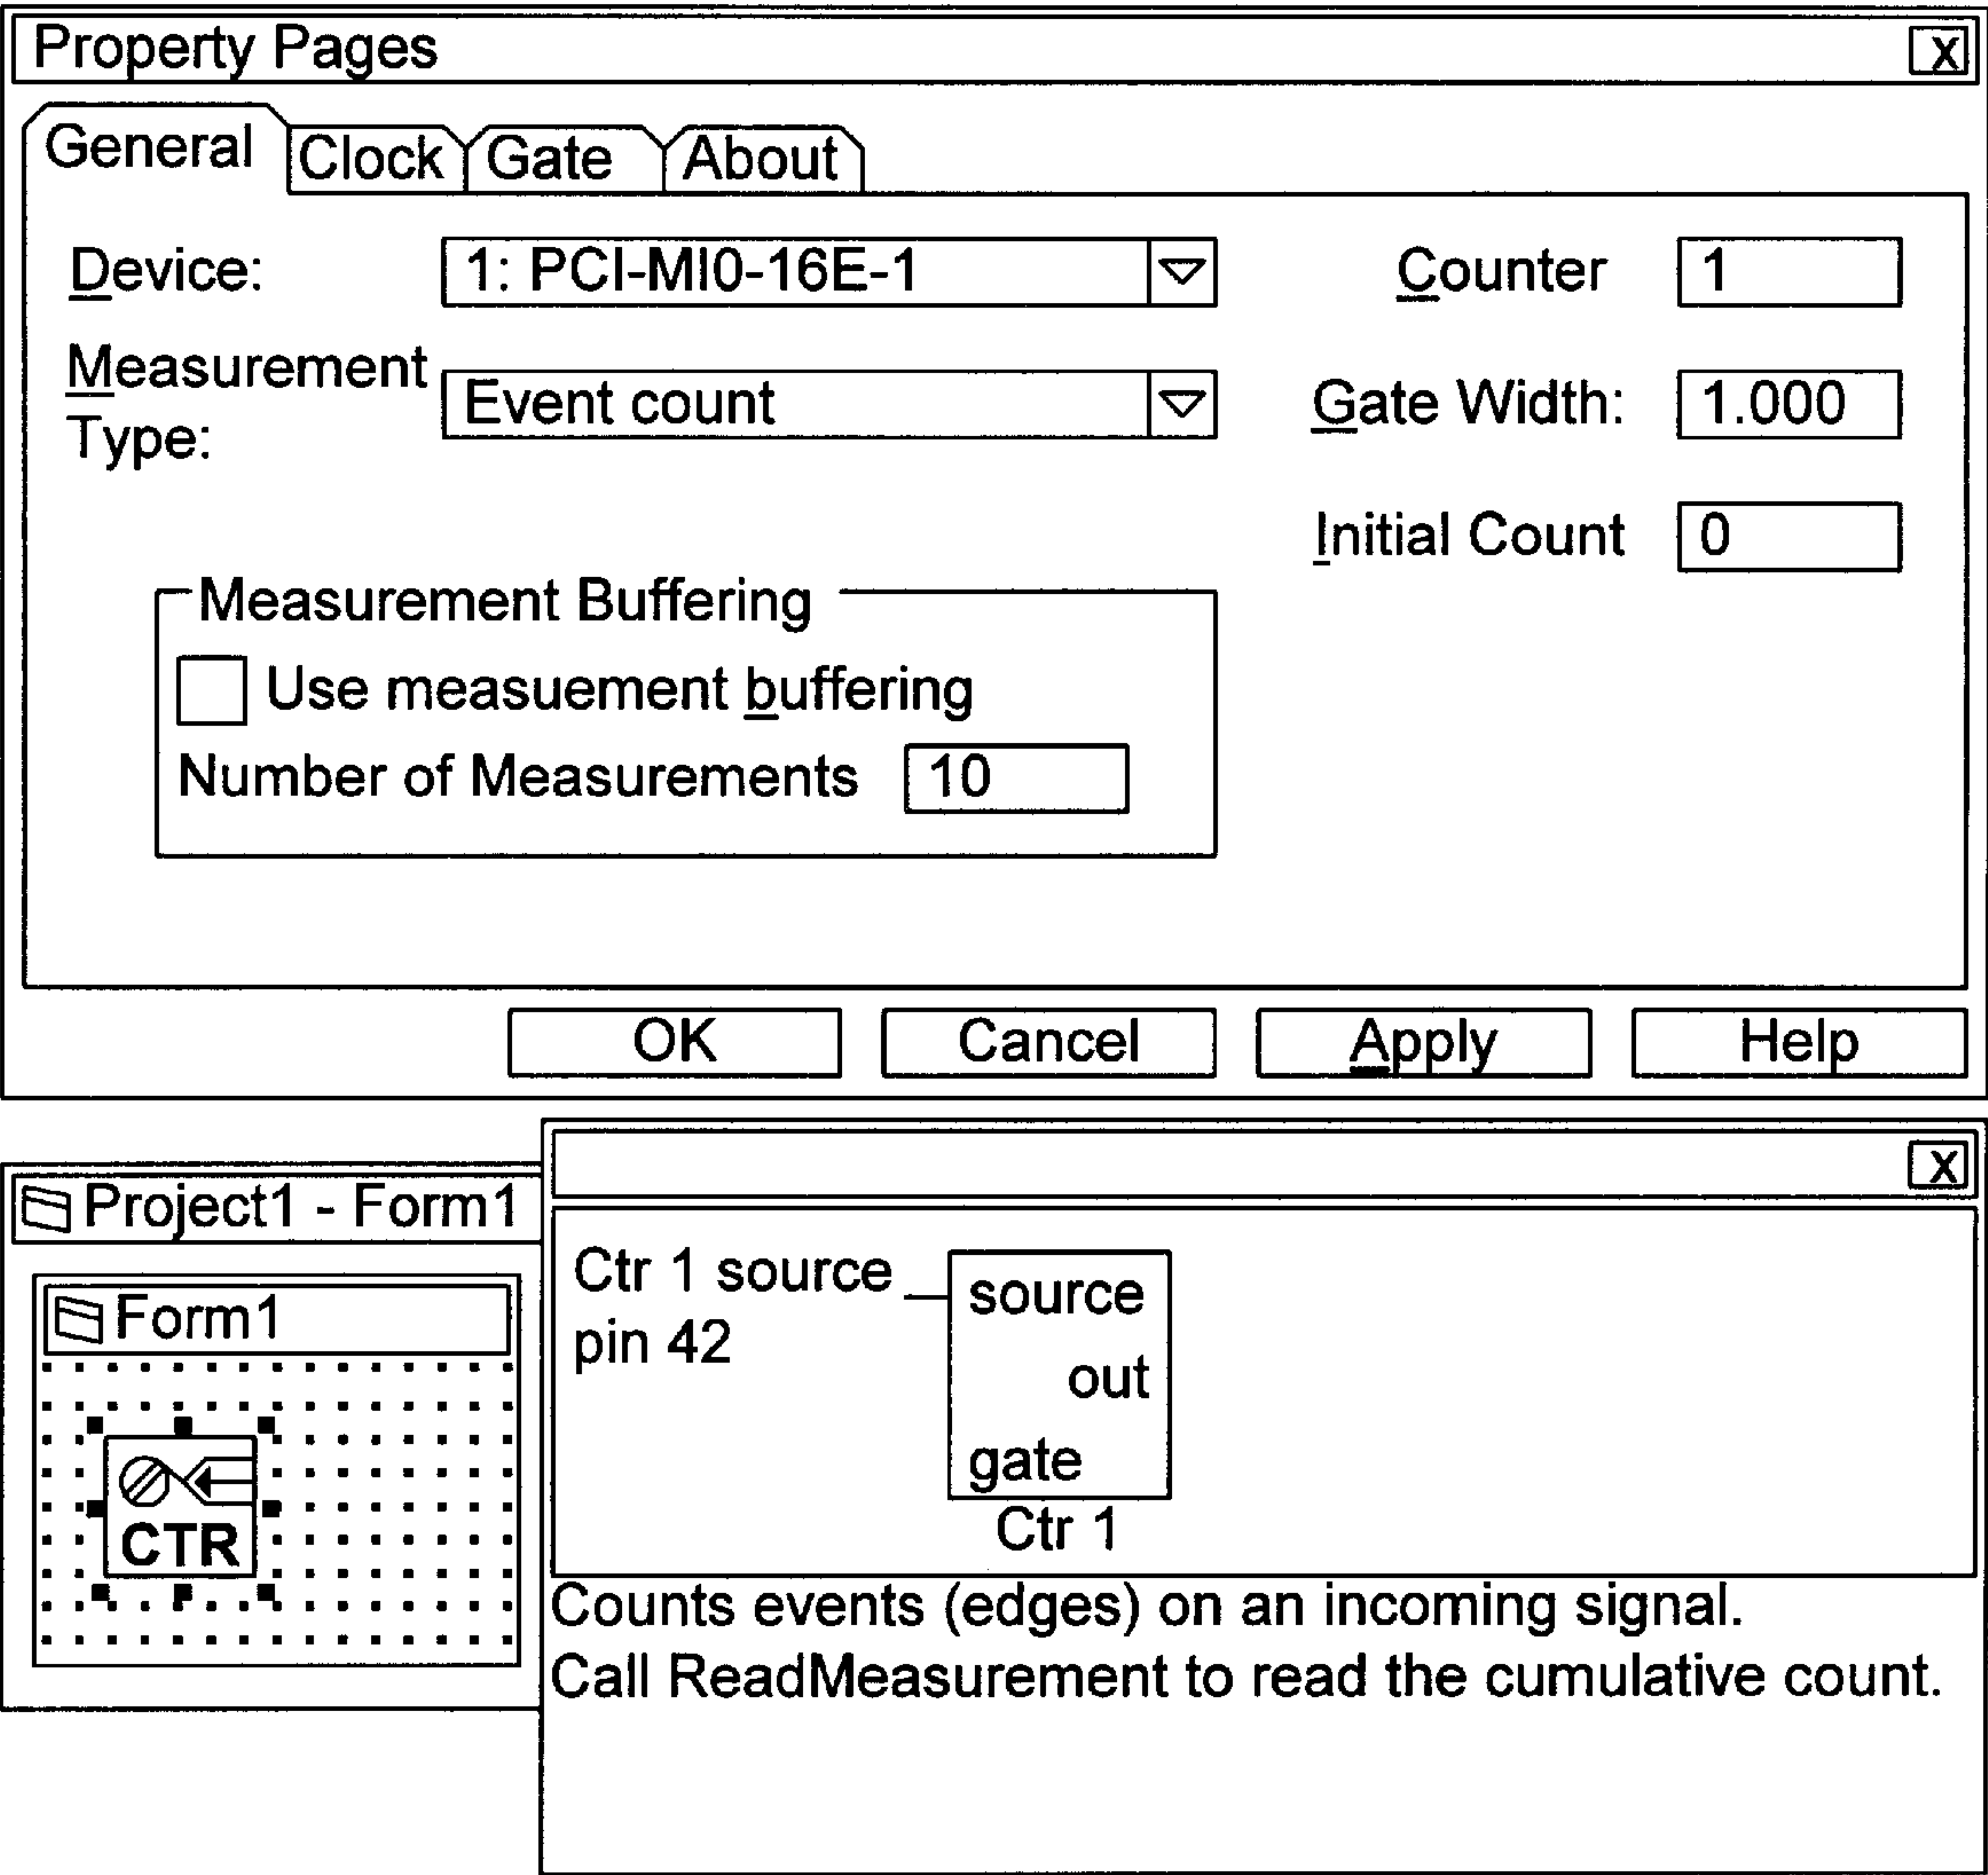 Property Pages X
General Clock Gate About
Device: 1: PCI-MI0-16E-1 Counter 1
Measurement Type: Event count Gate Width: 1.000
Initial Count 0
Measurement Buffering
Use measuement buffering
Number of Measurements 10
OK Cancel Apply Help
X
Project1 - Form1
Form1
CTR
Ctr 1 source
pin 42
source
out
gate
Ctr 1
Counts events (edges) on an incoming signal.
Call ReadMeasurement to read the cumulative count.